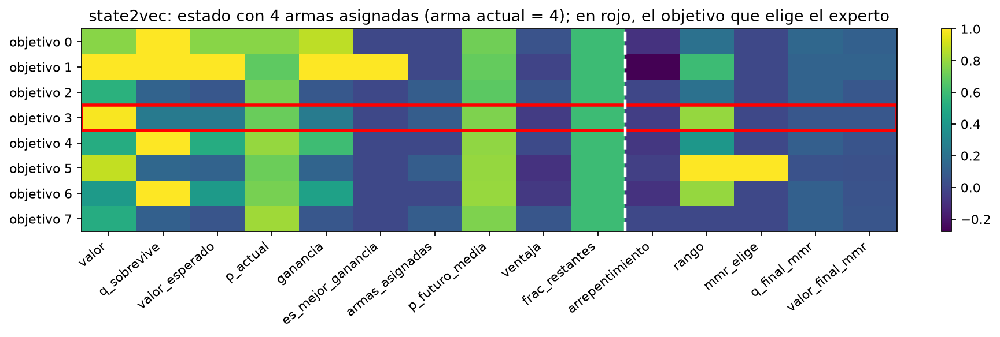 state2vec: estado con 4 armas asignadas (arma actual = 4); en rojo, el objetivo que elige el experto
objetivo 0
objetivo 1
objetivo 2
objetivo 3
objetivo 4
objetivo 5
objetivo 6
objetivo 7
valor
q_sobrevive
valor_esperado
p_actual
ganancia
es_mejor_ganancia
armas_asignadas
p_futuro_media
ventaja
frac_restantes
arrepentimiento
rango
mmr_elige
q_final_mmr
valor_final_mmr
1.0
0.8
0.6
0.4
0.2
0.0
−0.2